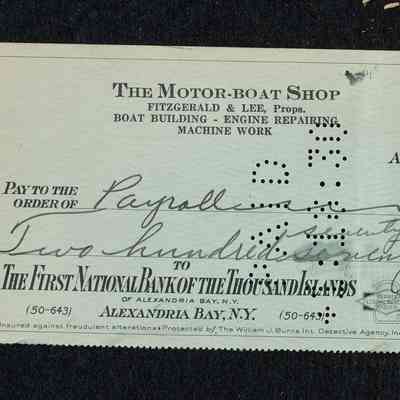 THE MOTOR-BOAT SHOP
FITZGERALD & LEE, Props.
BOAT BUILDING - ENGINE REPAIRING
MACHINE WORK
A
PAY TO THE
ORDER OF Payroll
seventy
Two hundred seven
TO
THE FIRST NATIONAL BANK OF THE THOUSAND ISLANDS
OF ALEXANDRIA BAY, N.Y.
(50-643) ALEXANDRIA BAY, N.Y. (50-643)
Insured against fraudulent alterations • Protected by The William J. Burns Int. Detective Agency, Inc